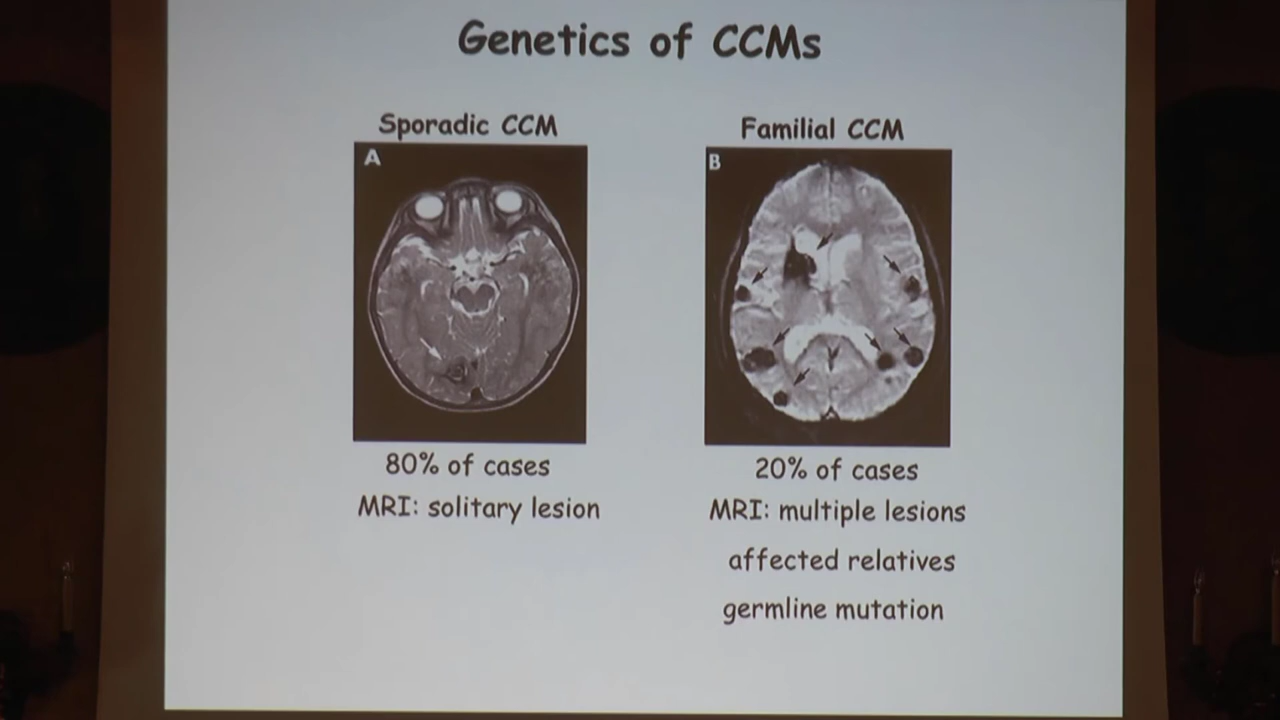 Genetics of CCMs
Sporadic CCM
A
80% of cases
MRI: solitary lesion
Familial CCM
B
20% of cases
MRI: multiple lesions
affected relatives
germline mutation